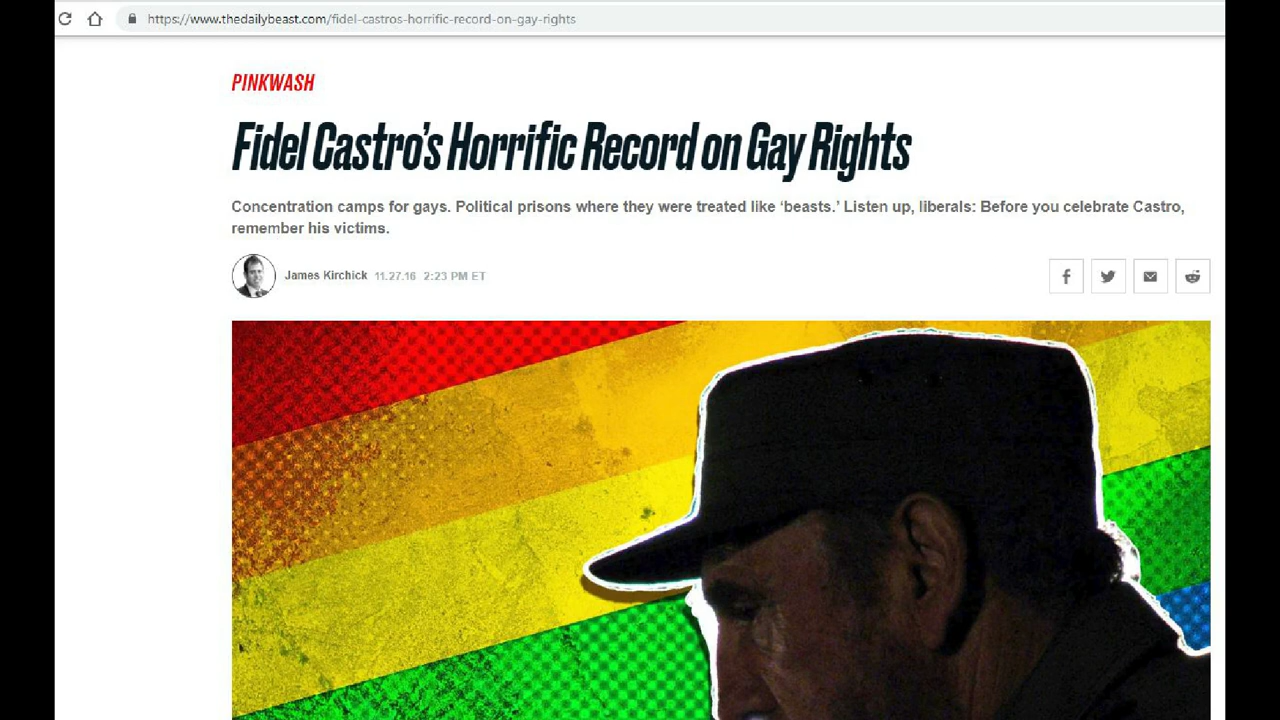 https://www.thedailybeast.com/fidel-castros-horrific-record-on-gay-rights
PINKWASH
Fidel Castro's Horrific Record on Gay Rights
Concentration camps for gays. Political prisons where they were treated like ‘beasts.’ Listen up, liberals: Before you celebrate Castro,
remember his victims.
James Kirchick 11.27.16 2:23 PM ET